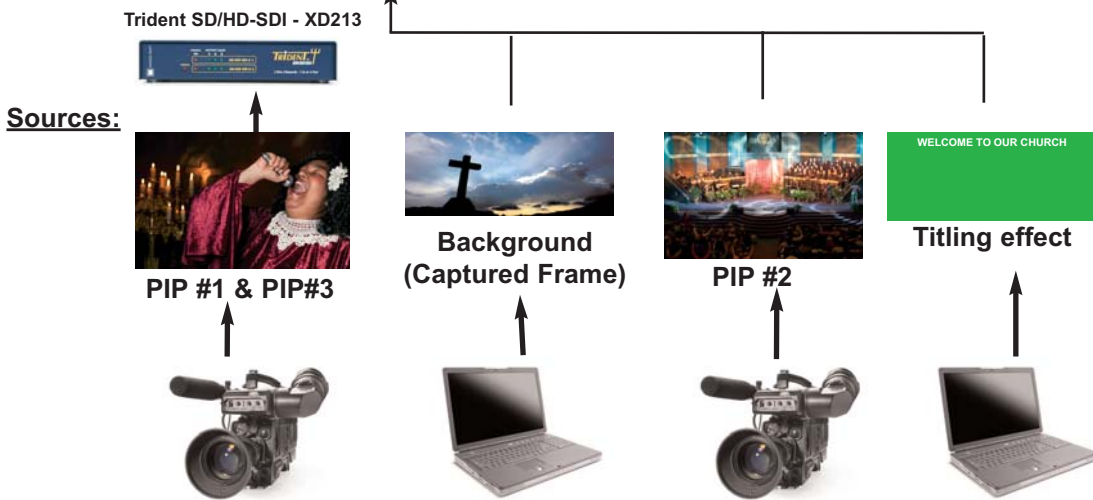 Trident SD/HD-SDI - XD213
TRIDENT
Sources:
WELCOME TO OUR CHURCH
PIP #1 & PIP#3
Background
(Captured Frame)
PIP #2
Titling effect